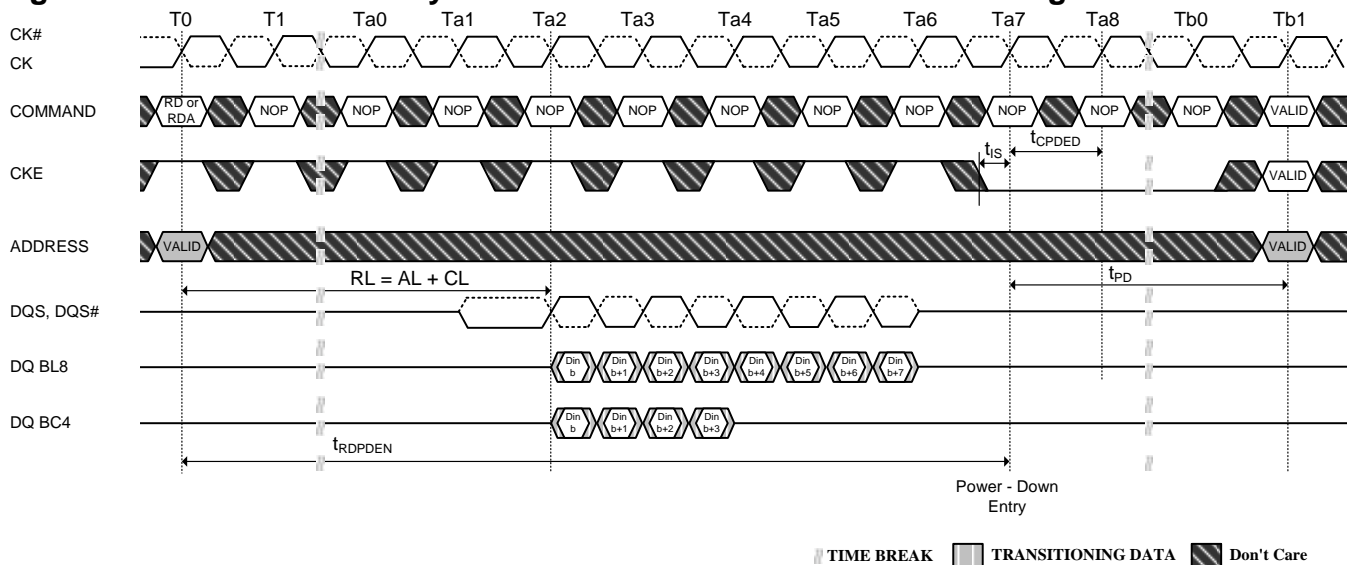 T0 T1 Ta0 Ta1 Ta2 Ta3 Ta4 Ta5 Ta6 Ta7 Ta8 Tb0 Tb1
CK#
CK
COMMAND
RD or
RDA
NOP NOP NOP NOP NOP NOP NOP NOP NOP NOP NOP VALID
tIS
tCPDED
CKE
VALID
ADDRESS
VALID
VALID
RL = AL + CL
tPD
DQS, DQS#
DQ BL8
Din
b
Din
b+1
Din
b+2
Din
b+3
Din
b+4
Din
b+5
Din
b+6
Din
b+7
DQ BC4
Din
b
Din
b+1
Din
b+2
Din
b+3
tRDPDEN
Power - Down
Entry
TIME BREAK
TRANSITIONING DATA
Don't Care